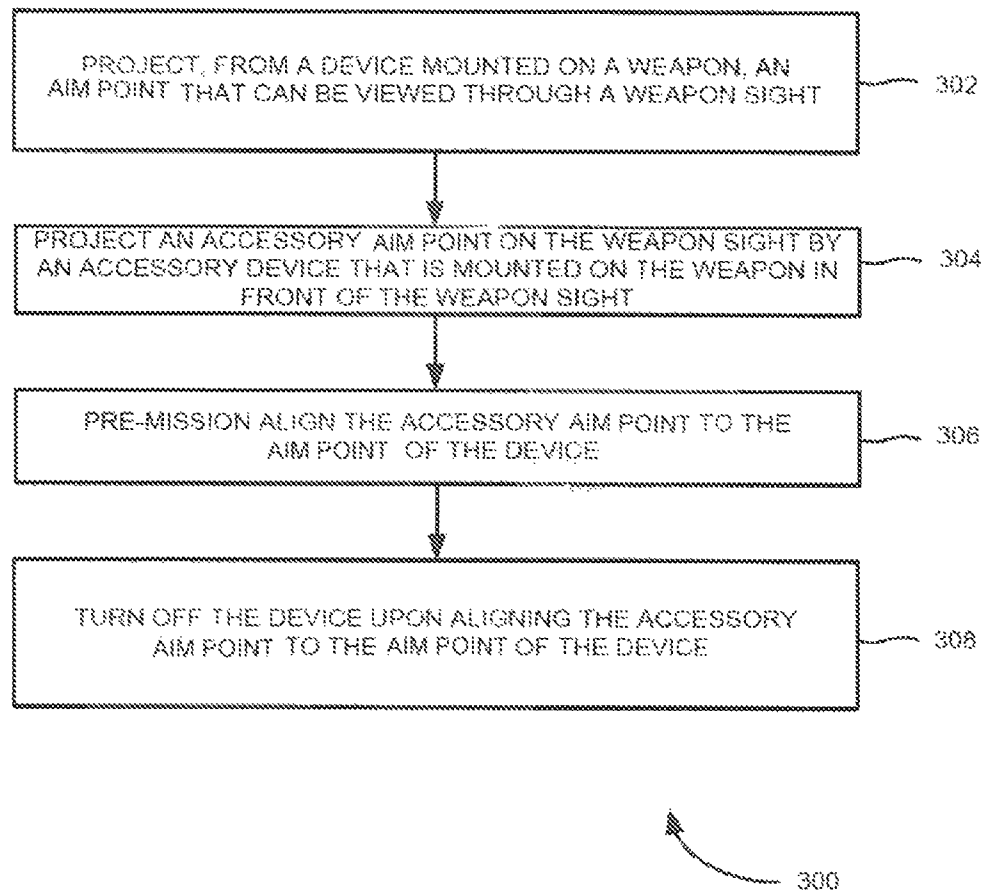 PROJECT, FROM A DEVICE MOUNTED ON A WEAPON, AN
AIM POINT THAT CAN BE VIEWED THROUGH A WEAPON SIGHT
302
PROJECT AN ACCESSORY AIM POINT ON THE WEAPON SIGHT BY
AN ACCESSORY DEVICE THAT IS MOUNTED ON THE WEAPON IN
FRONT OF THE WEAPON SIGHT
304
PRE-MISSION ALIGN THE ACCESSORY AIM POINT TO THE
AIM POINT OF THE DEVICE
306
TURN OFF THE DEVICE UPON ALIGNING THE ACCESSORY
AIM POINT TO THE AIM POINT OF THE DEVICE
308
300